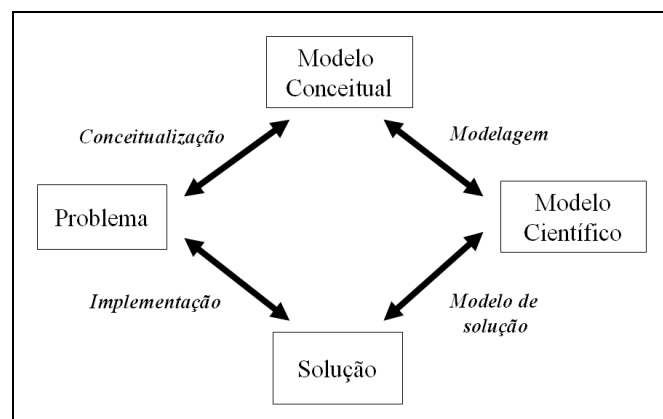 Modelo
Conceitual
Conceitualização
Modelagem
Problema
Modelo
Científico
Implementação
Modelo de
solução
Solução